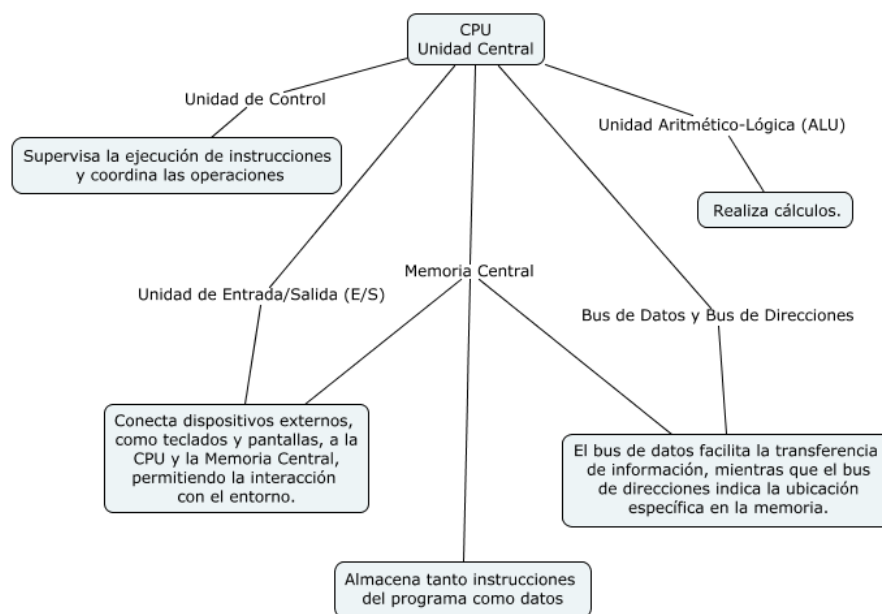 CPU
Unidad Central
Unidad de Control
Unidad Aritmético-Lógica (ALU)
Supervisa la ejecución de instrucciones
y coordina las operaciones
Realiza cálculos.
Memoria Central
Unidad de Entrada/Salida (E/S)
Bus de Datos y Bus de Direcciones
Conecta dispositivos externos,
como teclados y pantallas, a la
CPU y la Memoria Central,
permitiendo la interacción
con el entorno.
El bus de datos facilita la transferencia
de información, mientras que el bus
de direcciones indica la ubicación
específica en la memoria.
Almacena tanto instrucciones
del programa como datos